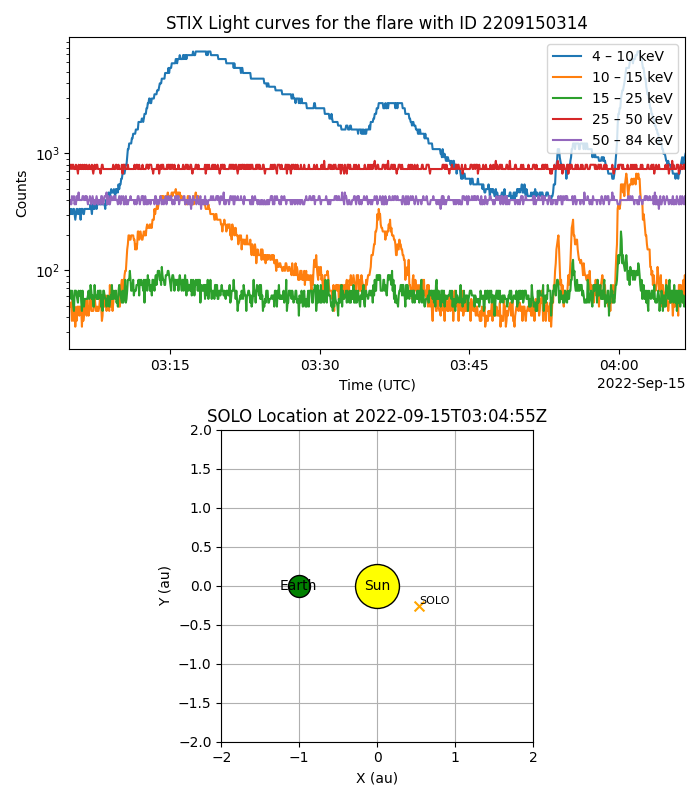 STIX Light curves for the flare with ID 2209150314
4 – 10 keV
10 – 15 keV
15 – 25 keV
25 – 50 keV
50 – 84 keV
10³
10²
Counts
03:15
03:30
03:45
04:00
Time (UTC)
2022-Sep-15
SOLO Location at 2022-09-15T03:04:55Z
2.0
1.5
1.0
0.5
0.0
−0.5
−1.0
−1.5
−2.0
Y (au)
Earth
Sun
SOLO
−2
−1
0
1
2
X (au)